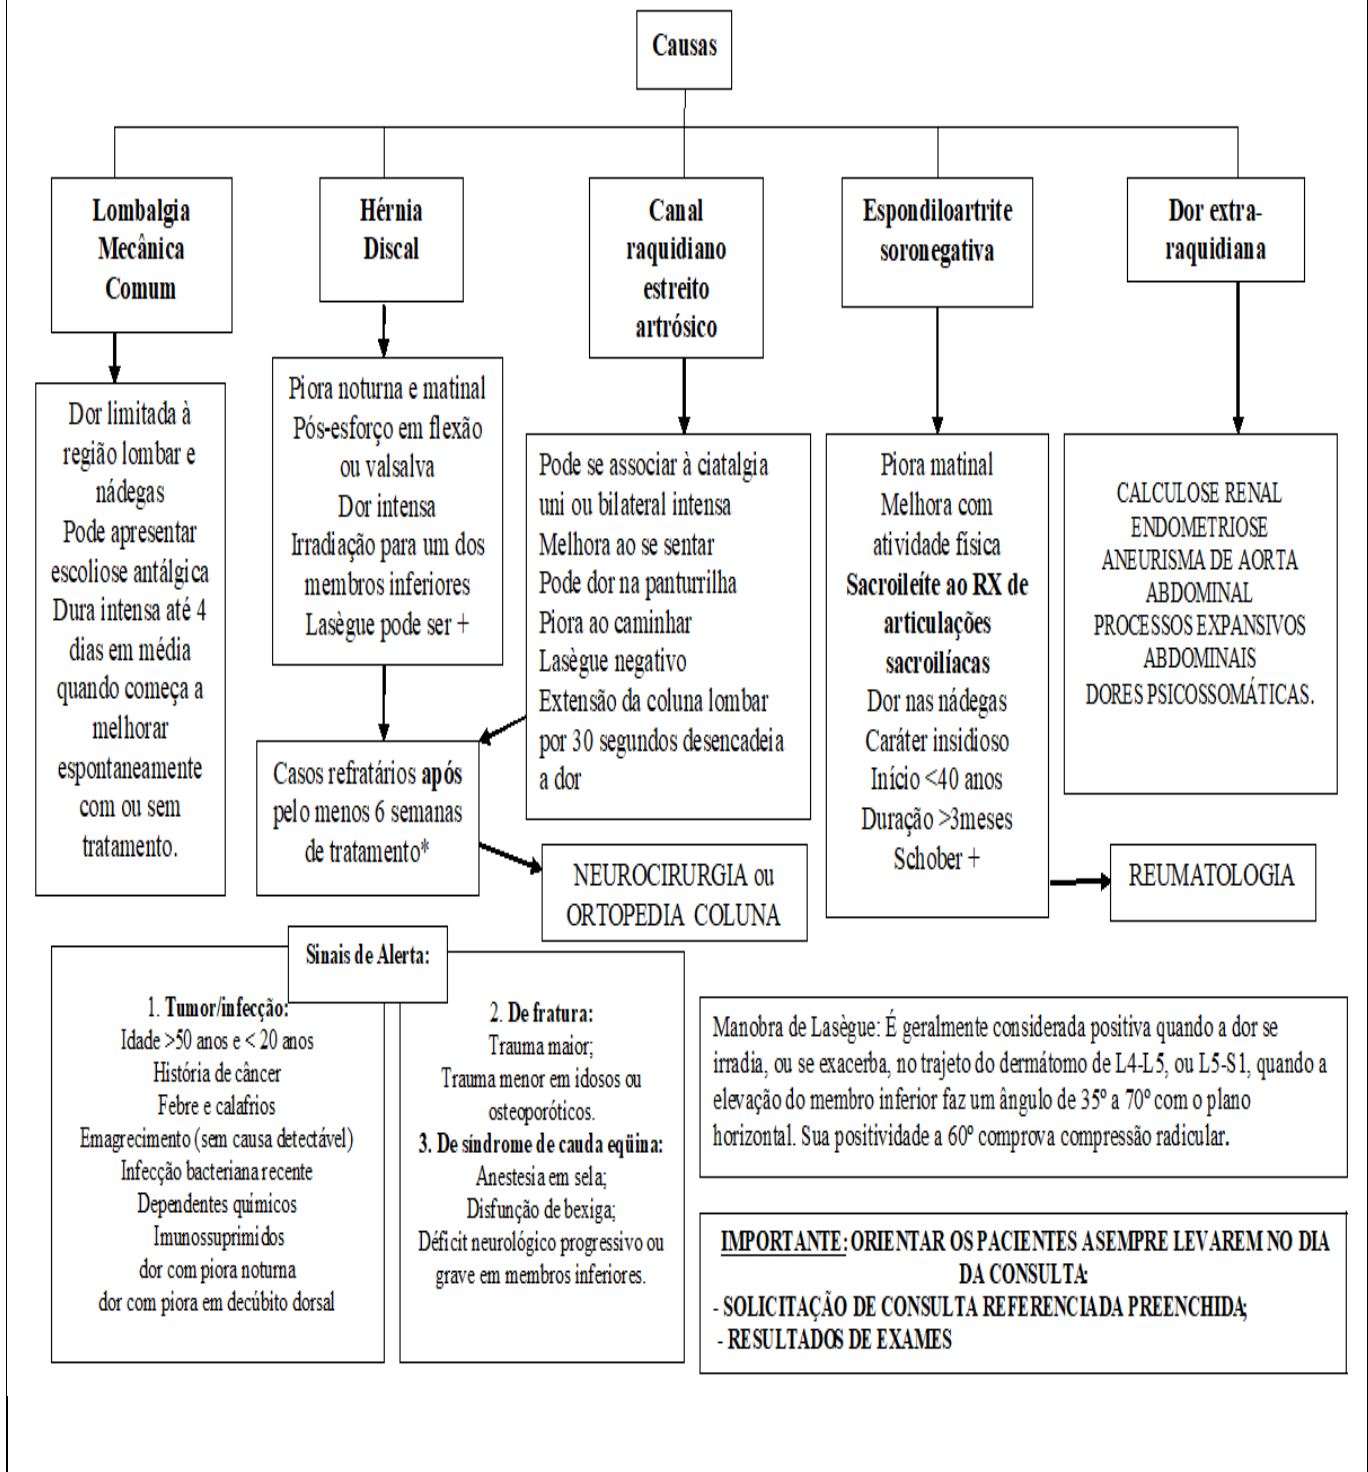 Causas
Lombalgia
Mecânica
Comum
Hérnia
Discal
Canal
raquidiano
estreito
artrósico
Espondiloartrite
soronegativa
Dor extra-
raquidiana
Dor limitada à
região lombar e
nádegas
Pode apresentar
escoliose antálgica
Dura intensa até 4
dias em média
quando começa a
melhorar
espontaneamente
com ou sem
tratamento.
Piora noturna e matinal
Pós-esforço em flexão
ou valsalva
Dor intensa
Irradiação para um dos
membros inferiores
Lasègue pode ser +
Pode se associar à ciatalgia
uni ou bilateral intensa
Melhora ao se sentar
Pode dor na panturrilha
Piora ao caminhar
Lasègue negativo
Extensão da coluna lombar
por 30 segundos desencadeia
a dor
Piora matinal
Melhora com
atividade física
Sacroileíte ao RX de
articulações
sacroilíacas
Dor nas nádegas
Caráter insidioso
Início <40 anos
Duração >3meses
Schober +
CALCULOSE RENAL
ENDOMETRIOSE
ANEURISMA DE AORTA
ABDOMINAL
PROCESSOS EXPANSIVOS
ABDOMINAIS
DORES PSICOSSOMÁTICAS.
Casos refratários após
pelo menos 6 semanas
de tratamento*
NEUROCIRURGIA ou
ORTOPEDIA COLUNA
REUMATOLOGIA
Sinais de Alerta:
1. Tumor/infecção:
Idade >50 anos e < 20 anos
História de câncer
Febre e calafrios
Emagrecimento (sem causa detectável)
Infecção bacteriana recente
Dependentes químicos
Imunossuprimidos
dor com piora noturna
dor com piora em decúbito dorsal
2. De fratura:
Trauma maior;
Trauma menor em idosos ou
osteoporóticos.
3. De síndrome de cauda eqüina:
Anestesia em sela;
Disfunção de bexiga;
Déficit neurológico progressivo ou
grave em membros inferiores.
Manobra de Lasègue: É geralmente considerada positiva quando a dor se
irradia, ou se exacerba, no trajeto do dermátomo de L4-L5, ou L5-S1, quando a
elevação do membro inferior faz um ângulo de 35º a 70º com o plano
horizontal. Sua positividade a 60º comprova compressão radicular.
IMPORTANTE: ORIENTAR OS PACIENTES A SEMPRE LEVAREM NO DIA
DA CONSULTA:
- SOLICITAÇÃO DE CONSULTA REFERENCIADA PREENCHIDA;
- RESULTADOS DE EXAMES